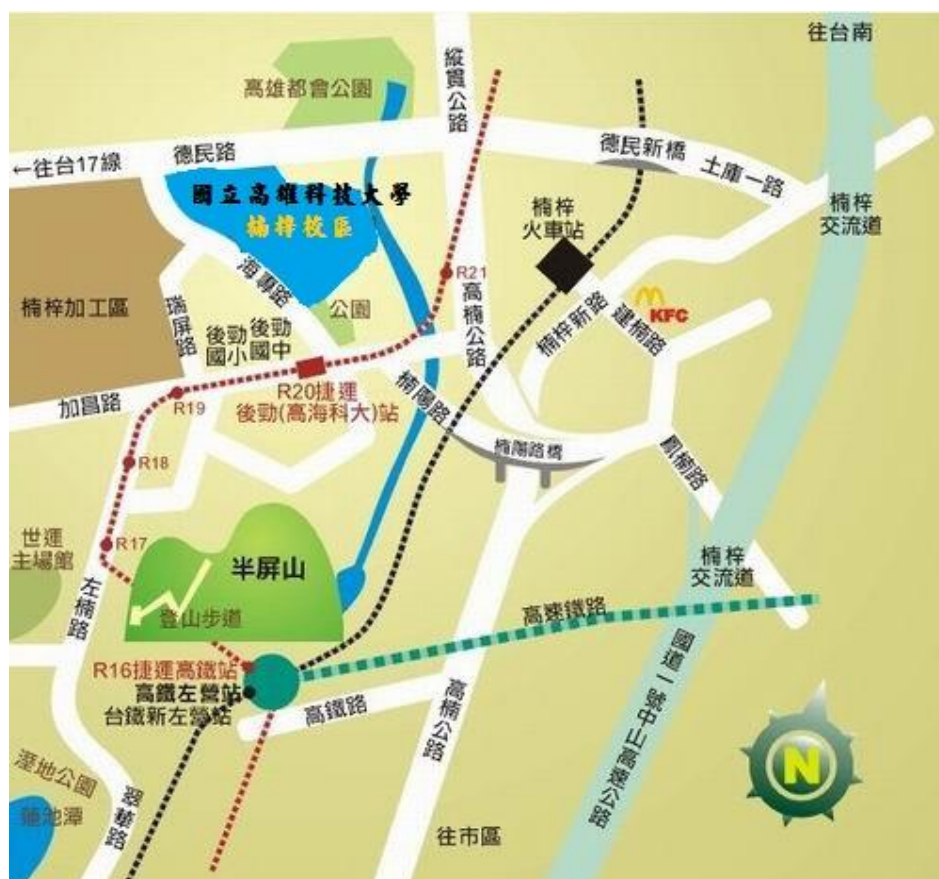 往台南
縱貫公路
高雄都會公園
德民路
←往台17線
德民新橋
土庫一路
國立高雄科技大學
楠梓校區
楠梓
火車站
楠梓
交流道
R21
海專路
楠梓加工區
瑞屏路
公園
高楠公路
楠梓新路
建楠路
KFC
後勁
國小
後勁
國中
R20捷運
後勁(高海科大)站
R19
加昌路
楠陽路
楠陽路橋
鳳楠路
R18
R17
世運
主場館
半屏山
登山步道
左楠路
楠梓
交流道
高速鐵路
R16捷運高鐵站
高鐵左營站
台鐵新左營站
高鐵路
高楠公路
國道一號中山高速公路
N
溼地公園
蓮池潭
翠華路
往市區